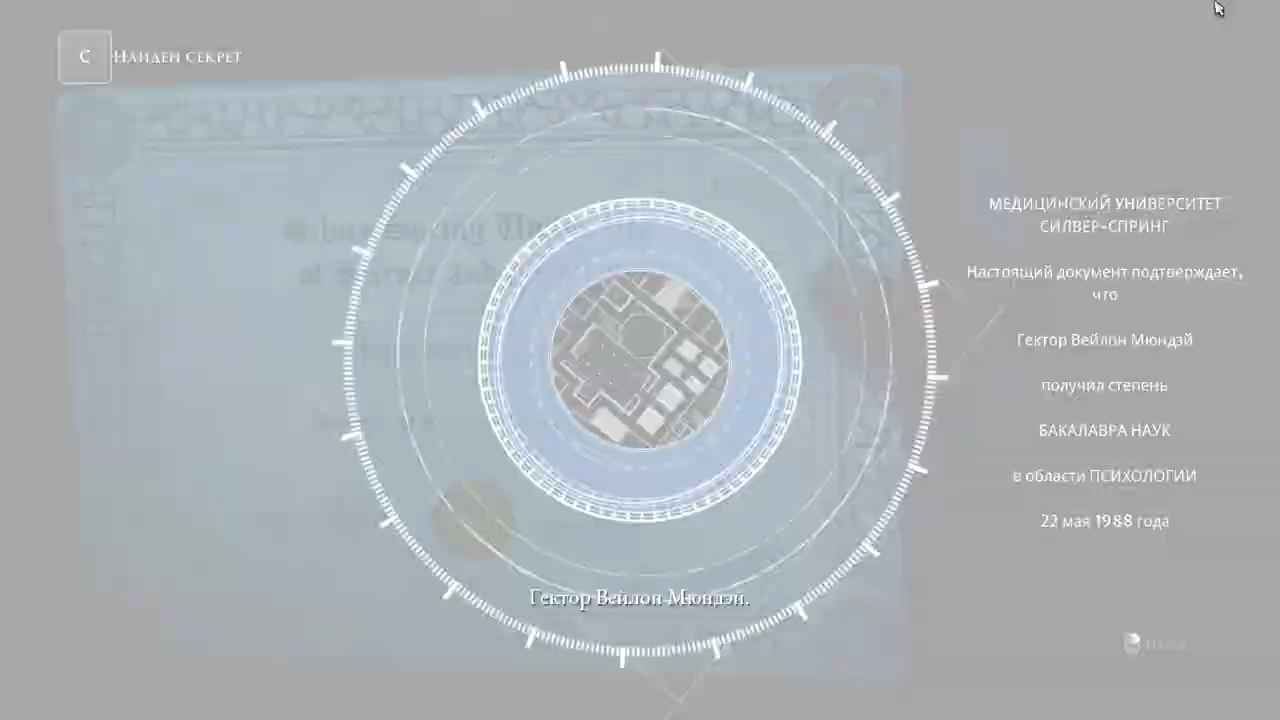 C
Найден секрет
МЕДИЦИНСКИЙ УНИВЕРСИТЕТ
СИЛВЕР-СПРИНГ
Настоящий документ подтверждает,
что
Гектор Вейлон Мюндэй
получил степень
БАКАЛАВРА НАУК
в области ПСИХОЛОГИИ
22 мая 1988 года
Гектор Вейлон Мюндэй.